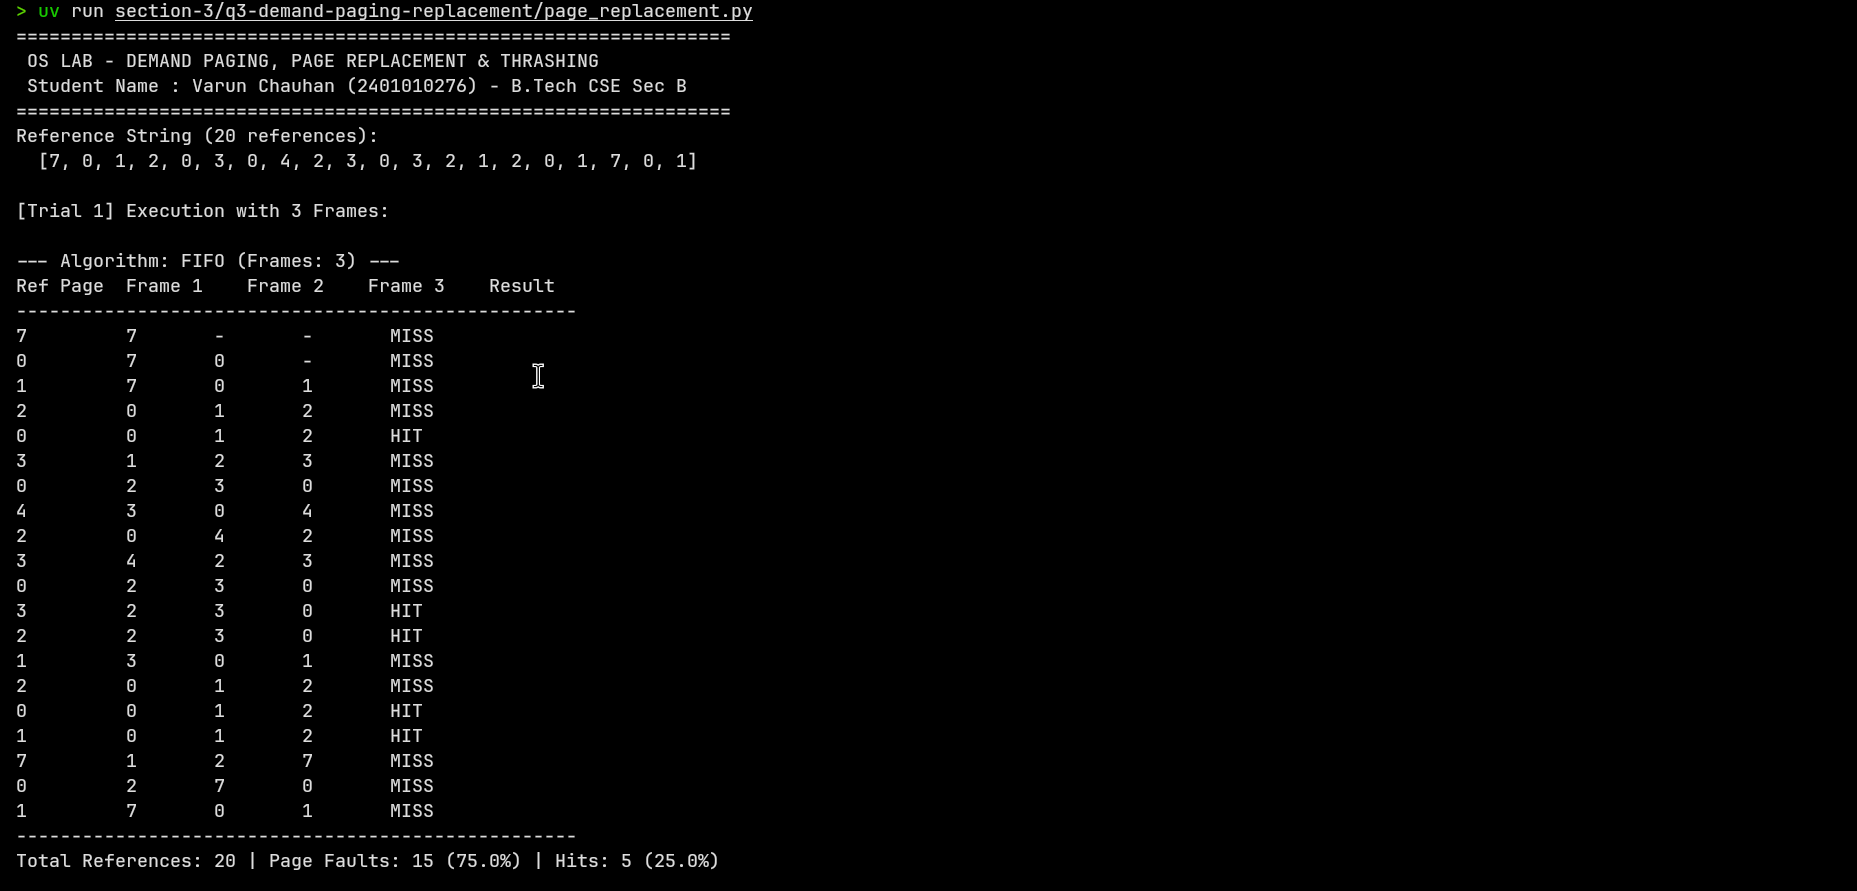 > uv run section-3/q3-demand-paging-replacement/page_replacement.py
=================================================================
 OS LAB - DEMAND PAGING, PAGE REPLACEMENT & THRASHING
 Student Name : Varun Chauhan (2401010276) - B.Tech CSE Sec B
=================================================================
Reference String (20 references):
  [7, 0, 1, 2, 0, 3, 0, 4, 2, 3, 0, 3, 2, 1, 2, 0, 1, 7, 0, 1]

[Trial 1] Execution with 3 Frames:

--- Algorithm: FIFO (Frames: 3) ---
Ref Page  Frame 1    Frame 2    Frame 3    Result
---------------------------------------------------
7         7       -       -       MISS
0         7       0       -       MISS
1         7       0       1       MISS
2         0       1       2       MISS
0         0       1       2       HIT
3         1       2       3       MISS
0         2       3       0       MISS
4         3       0       4       MISS
2         0       4       2       MISS
3         4       2       3       MISS
0         2       3       0       MISS
3         2       3       0       HIT
2         2       3       0       HIT
1         3       0       1       MISS
2         0       1       2       MISS
0         0       1       2       HIT
1         0       1       2       HIT
7         1       2       7       MISS
0         2       7       0       MISS
1         7       0       1       MISS
---------------------------------------------------
Total References: 20 | Page Faults: 15 (75.0%) | Hits: 5 (25.0%)